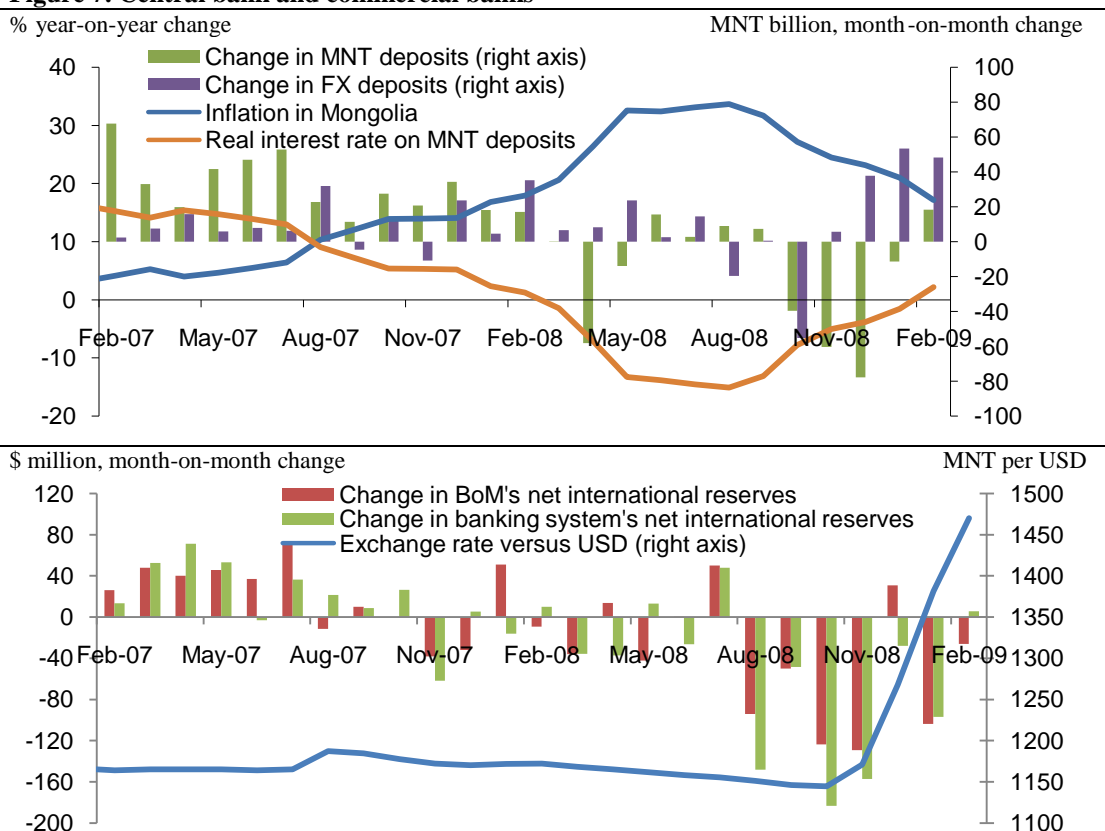 % year-on-year change MNT billion, month-on-month change
Change in MNT deposits (right axis)
Change in FX deposits (right axis)
Inflation in Mongolia
Real interest rate on MNT deposits
40 100
80
30 60
40
20 20
10 0
-20
0 -40
Feb-07 May-07 Aug-07 Nov-07 Feb-08 May-08 Aug-08 Nov-08 Feb-09
-60
-10 -80
-20 -100
$ million, month-on-month change MNT per USD
Change in BoM's net international reserves
Change in banking system's net international reserves
Exchange rate versus USD (right axis)
120 1500
80 1450
40 1400
0 1350
-40 1300
Feb-07 May-07 Aug-07 Nov-07 Feb-08 May-08 Aug-08 Nov-08 Feb-09
-80 1250
-120 1200
-160 1150
-200 1100